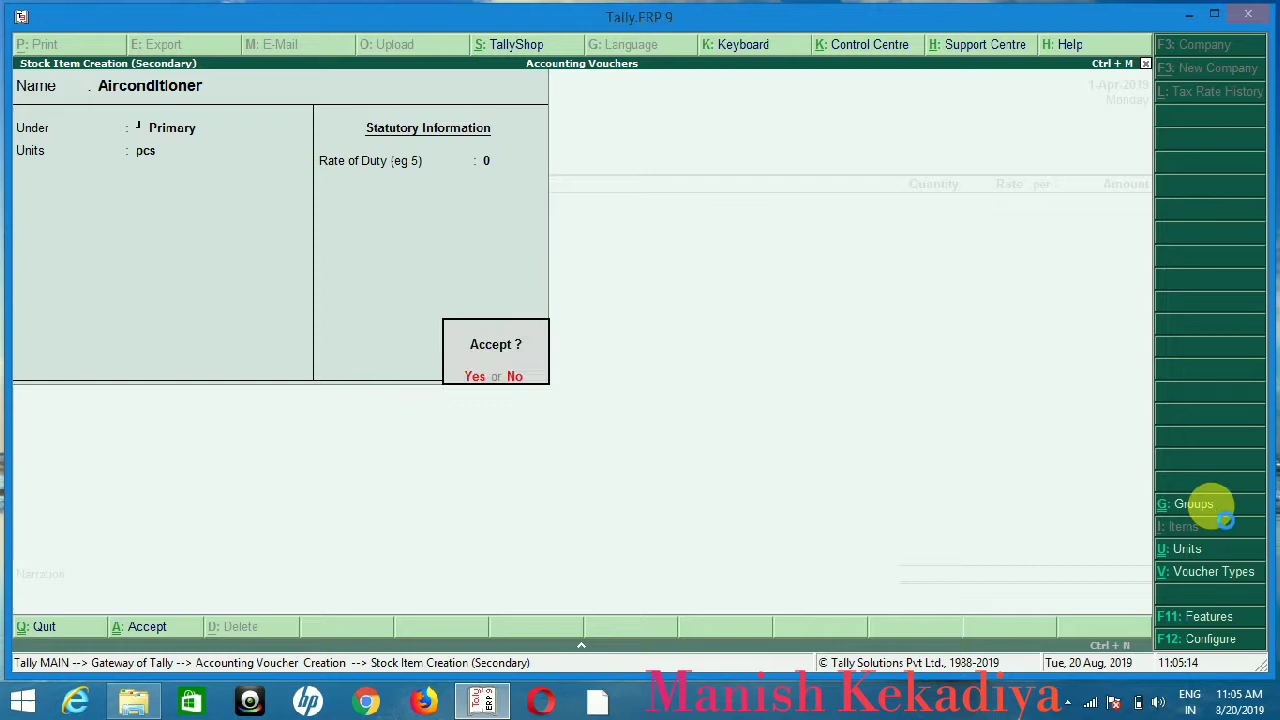 Tally.ERP 9
P: Print E: Export M: E-Mail O: Upload S: TallyShop G: Language K: Keyboard K: Control Centre H: Support Centre H: Help
F3: Company
Stock Item Creation (Secondary) Accounting Vouchers Ctrl + M
F3: New Company
Name : Airconditioner
1-Apr-2019
L: Tax Rate History
Monday
Under : ┘ Primary
Statutory Information
Units : pcs
Rate of Duty (eg 5) : 0
Quantity Rate per Amount
Accept ?
Yes or No
G: Groups
I: Items
U: Units
V: Voucher Types
Narration
F11: Features
Q: Quit A: Accept D: Delete
F12: Configure
Ctrl + N
Tally MAIN --> Gateway of Tally --> Accounting Voucher Creation --> Stock Item Creation (Secondary) © Tally Solutions Pvt Ltd., 1988-2019 Tue, 20 Aug, 2019 11:05:14
Manish Kekadiya
ENG
IN
11:05 AM
8/20/2019